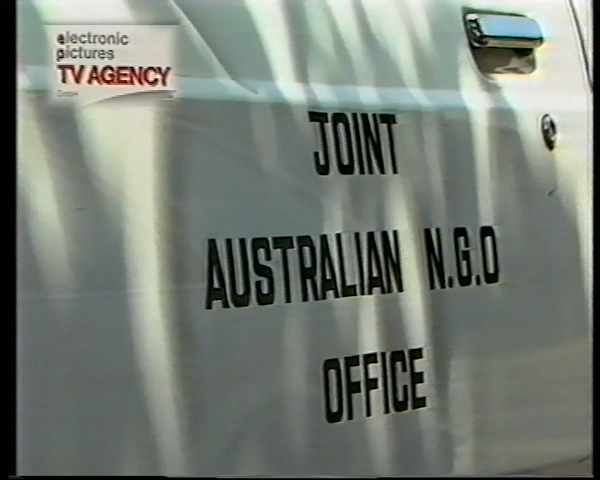 electronic
pictures
TV AGENCY
JOINT
AUSTRALIAN N.G.O
OFFICE